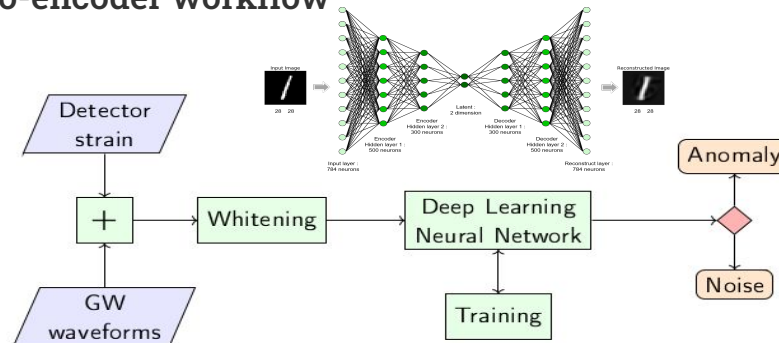 o-encoder workflow
Input Image
28 28
Input layer :
784 neurons
Encoder
Hidden layer 1 :
500 neurons
Encoder
Hidden layer 2 :
300 neurons
Latent :
2 dimension
Decoder
Hidden layer 1 :
300 neurons
Decoder
Hidden layer 2 :
500 neurons
Reconstruct layer :
784 neurons
Reconstructed Image
28 28
Detector
strain
+
Whitening
Deep Learning
Neural Network
Training
GW
waveforms
Anomaly
Noise